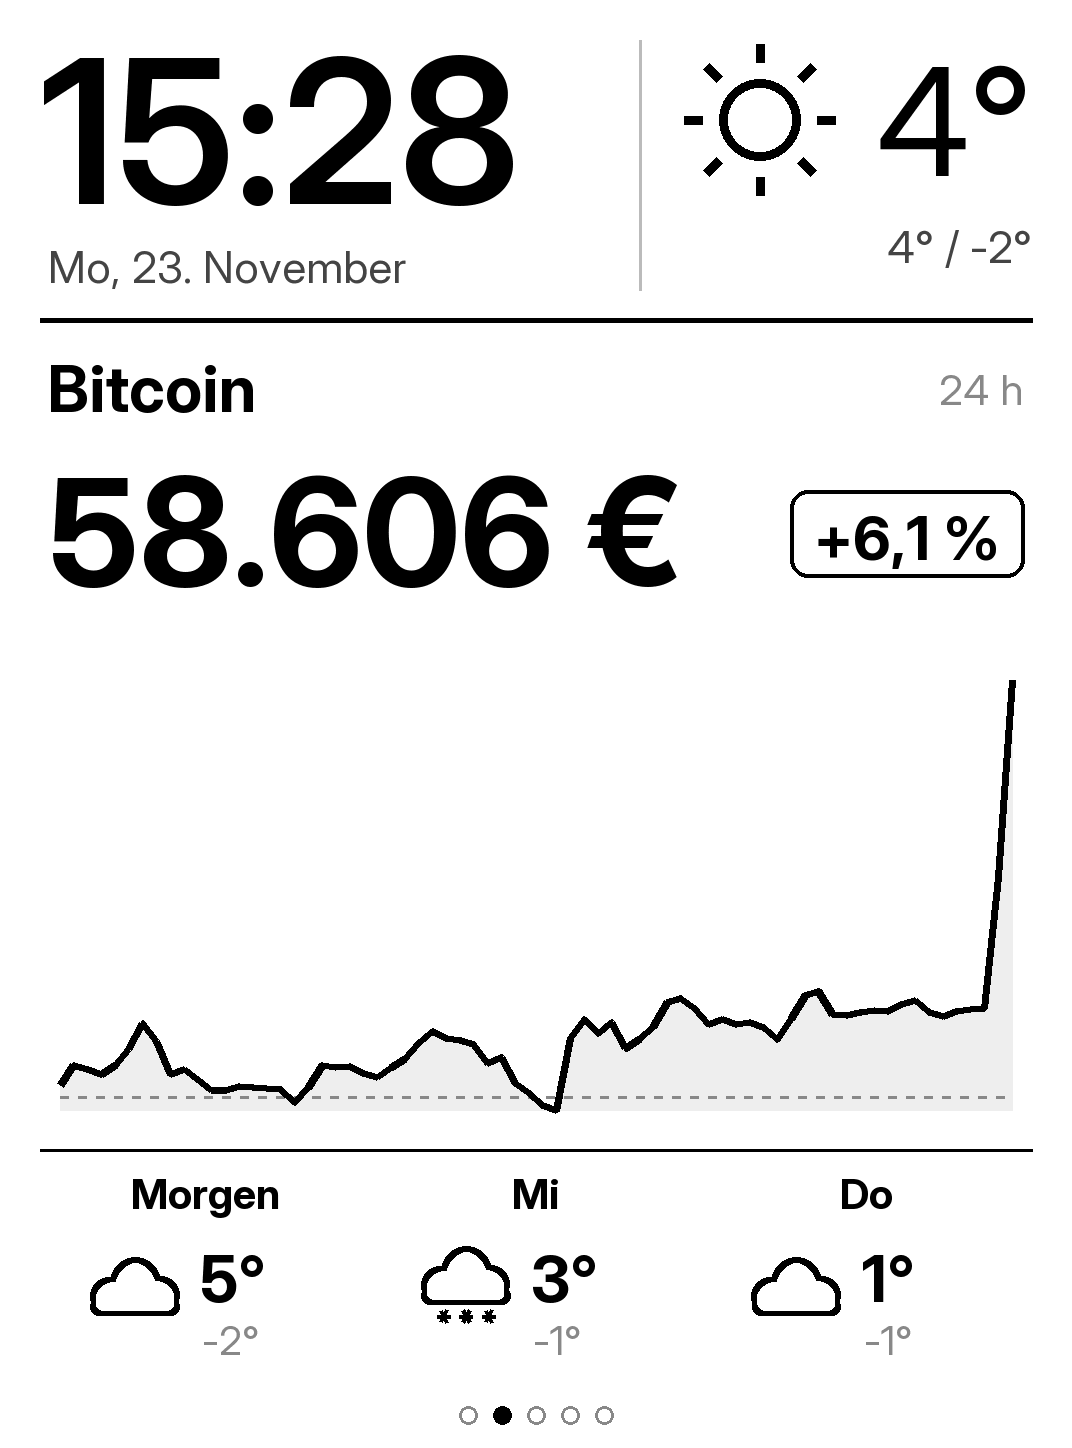 15:28
4°
Mo, 23. November
4° / -2°
Bitcoin
24 h
58.606 €
+6,1 %
Morgen
Mi
Do
5°
3°
1°
-2°
-1°
-1°